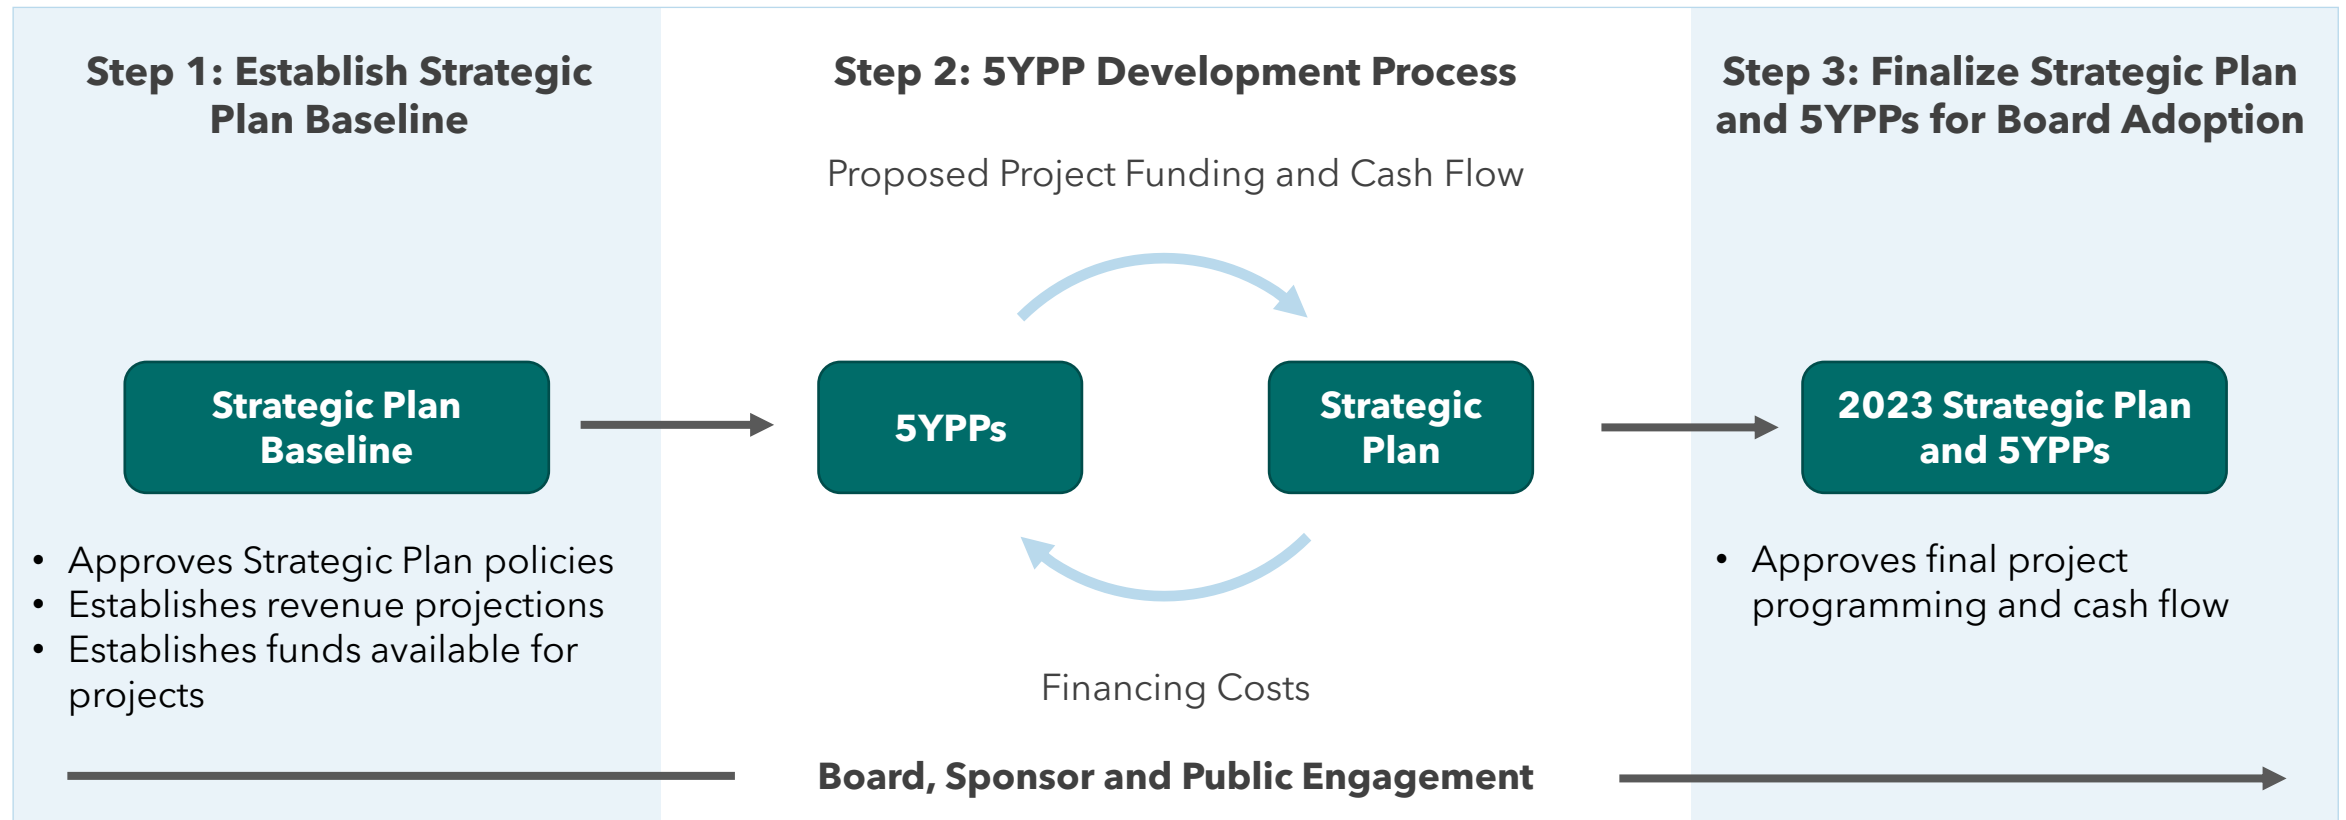 Step 1: Establish Strategic
Plan Baseline
Strategic Plan
Baseline
• Approves Strategic Plan policies
• Establishes revenue projections
• Establishes funds available for
projects
Step 2: 5YPP Development Process
Proposed Project Funding and Cash Flow
5YPPs
Strategic
Plan
Financing Costs
Step 3: Finalize Strategic Plan
and 5YPPs for Board Adoption
2023 Strategic Plan
and 5YPPs
• Approves final project
programming and cash flow
Board, Sponsor and Public Engagement